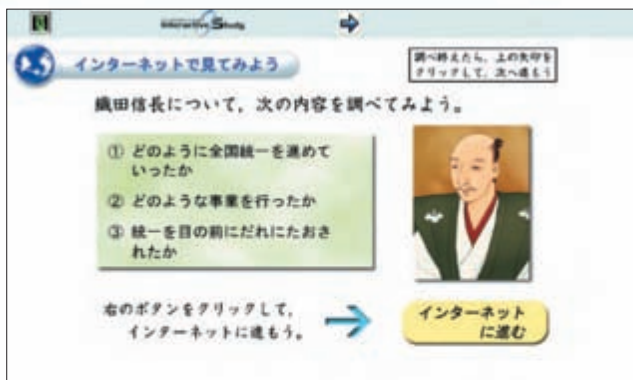 Interactive Study
インターネットで見てみよう
調べ終えたら,上の矢印を
クリックして,次へ進もう
織田信長について,次の内容を調べてみよう。
① どのように全国統一を進めて
いったか
② どのような事業を行ったか
③ 統一を目の前にだれにたおさ
れたか
右のボタンをクリックして,
インターネットに進もう。
インターネット
に進む